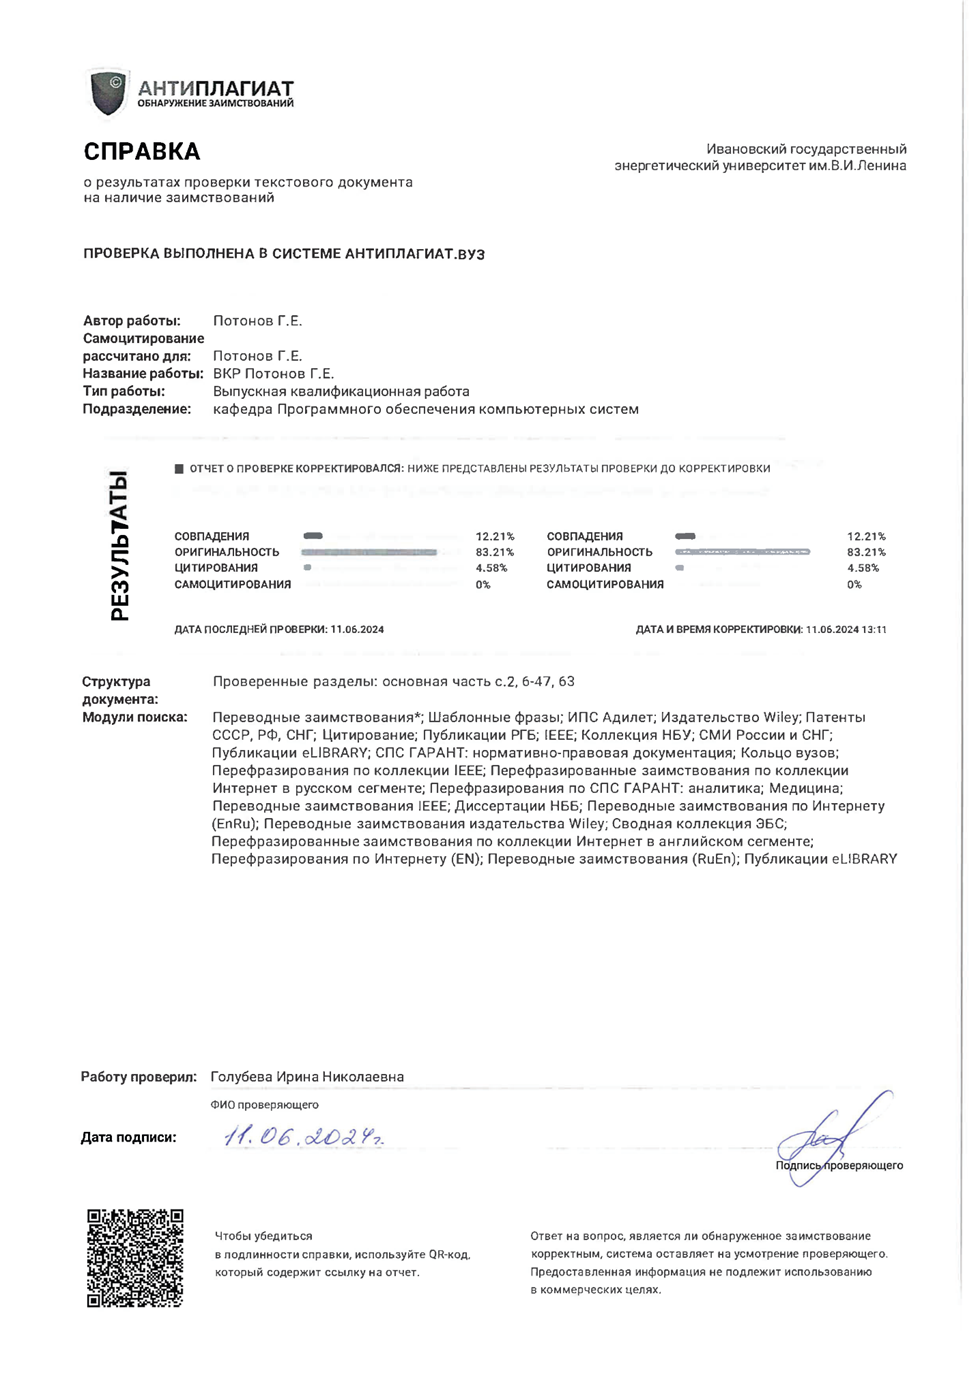 АНТИПЛАГИАТ
ОБНАРУЖЕНИЕ ЗАИМСТВОВАНИЙ
СПРАВКА
о результатах проверки текстового документа
на наличие заимствований
Ивановский государственный
энергетический университет им.В.И.Ленина
ПРОВЕРКА ВЫПОЛНЕНА В СИСТЕМЕ АНТИПЛАГИАТ.ВУЗ
Автор работы: Потонов Г.Е.
Самоцитирование
рассчитано для: Потонов Г.Е.
Название работы: ВКР Потонов Г.Е.
Тип работы: Выпускная квалификационная работа
Подразделение: кафедра Программного обеспечения компьютерных систем
РЕЗУЛЬТАТЫ
ОТЧЕТ О ПРОВЕРКЕ КОРРЕКТИРОВАЛСЯ: НИЖЕ ПРЕДСТАВЛЕНЫ РЕЗУЛЬТАТЫ ПРОВЕРКИ ДО КОРРЕКТИРОВКИ
СОВПАДЕНИЯ 12.21% СОВПАДЕНИЯ 12.21%
ОРИГИНАЛЬНОСТЬ 83.21% ОРИГИНАЛЬНОСТЬ 83.21%
ЦИТИРОВАНИЯ 4.58% ЦИТИРОВАНИЯ 4.58%
САМОЦИТИРОВАНИЯ 0% САМОЦИТИРОВАНИЯ 0%
ДАТА ПОСЛЕДНЕЙ ПРОВЕРКИ: 11.06.2024 ДАТА И ВРЕМЯ КОРРЕКТИРОВКИ: 11.06.2024 13:11
Структура Проверенные разделы: основная часть с.2, 6-47, 63
документа:
Модули поиска: Переводные заимствования*; Шаблонные фразы; ИПС Адилет; Издательство Wiley; Патенты
СССР, РФ, СНГ; Цитирование; Публикации РГБ; IEEE; Коллекция НБУ; СМИ России и СНГ;
Публикации eLIBRARY; СПС ГАРАНТ: нормативно-правовая документация; Кольцо вузов;
Перефразирования по коллекции IEEE; Перефразированные заимствования по коллекции
Интернет в русском сегменте; Перефразирования по СПС ГАРАНТ: аналитика; Медицина;
Переводные заимствования IEEE; Диссертации НББ; Переводные заимствования по Интернету
(EnRu); Переводные заимствования издательства Wiley; Сводная коллекция ЭБС;
Перефразированные заимствования по коллекции Интернет в английском сегменте;
Перефразирования по Интернету (EN); Переводные заимствования (RuEn); Публикации eLIBRARY
Работу проверил: Голубева Ирина Николаевна
ФИО проверяющего
Дата подписи: 11.06.2024г.
Подпись проверяющего
Чтобы убедиться
в подлинности справки, используйте QR-код,
который содержит ссылку на отчет.
Ответ на вопрос, является ли обнаруженное заимствование
корректным, система оставляет на усмотрение проверяющего.
Предоставленная информация не подлежит использованию
в коммерческих целях.